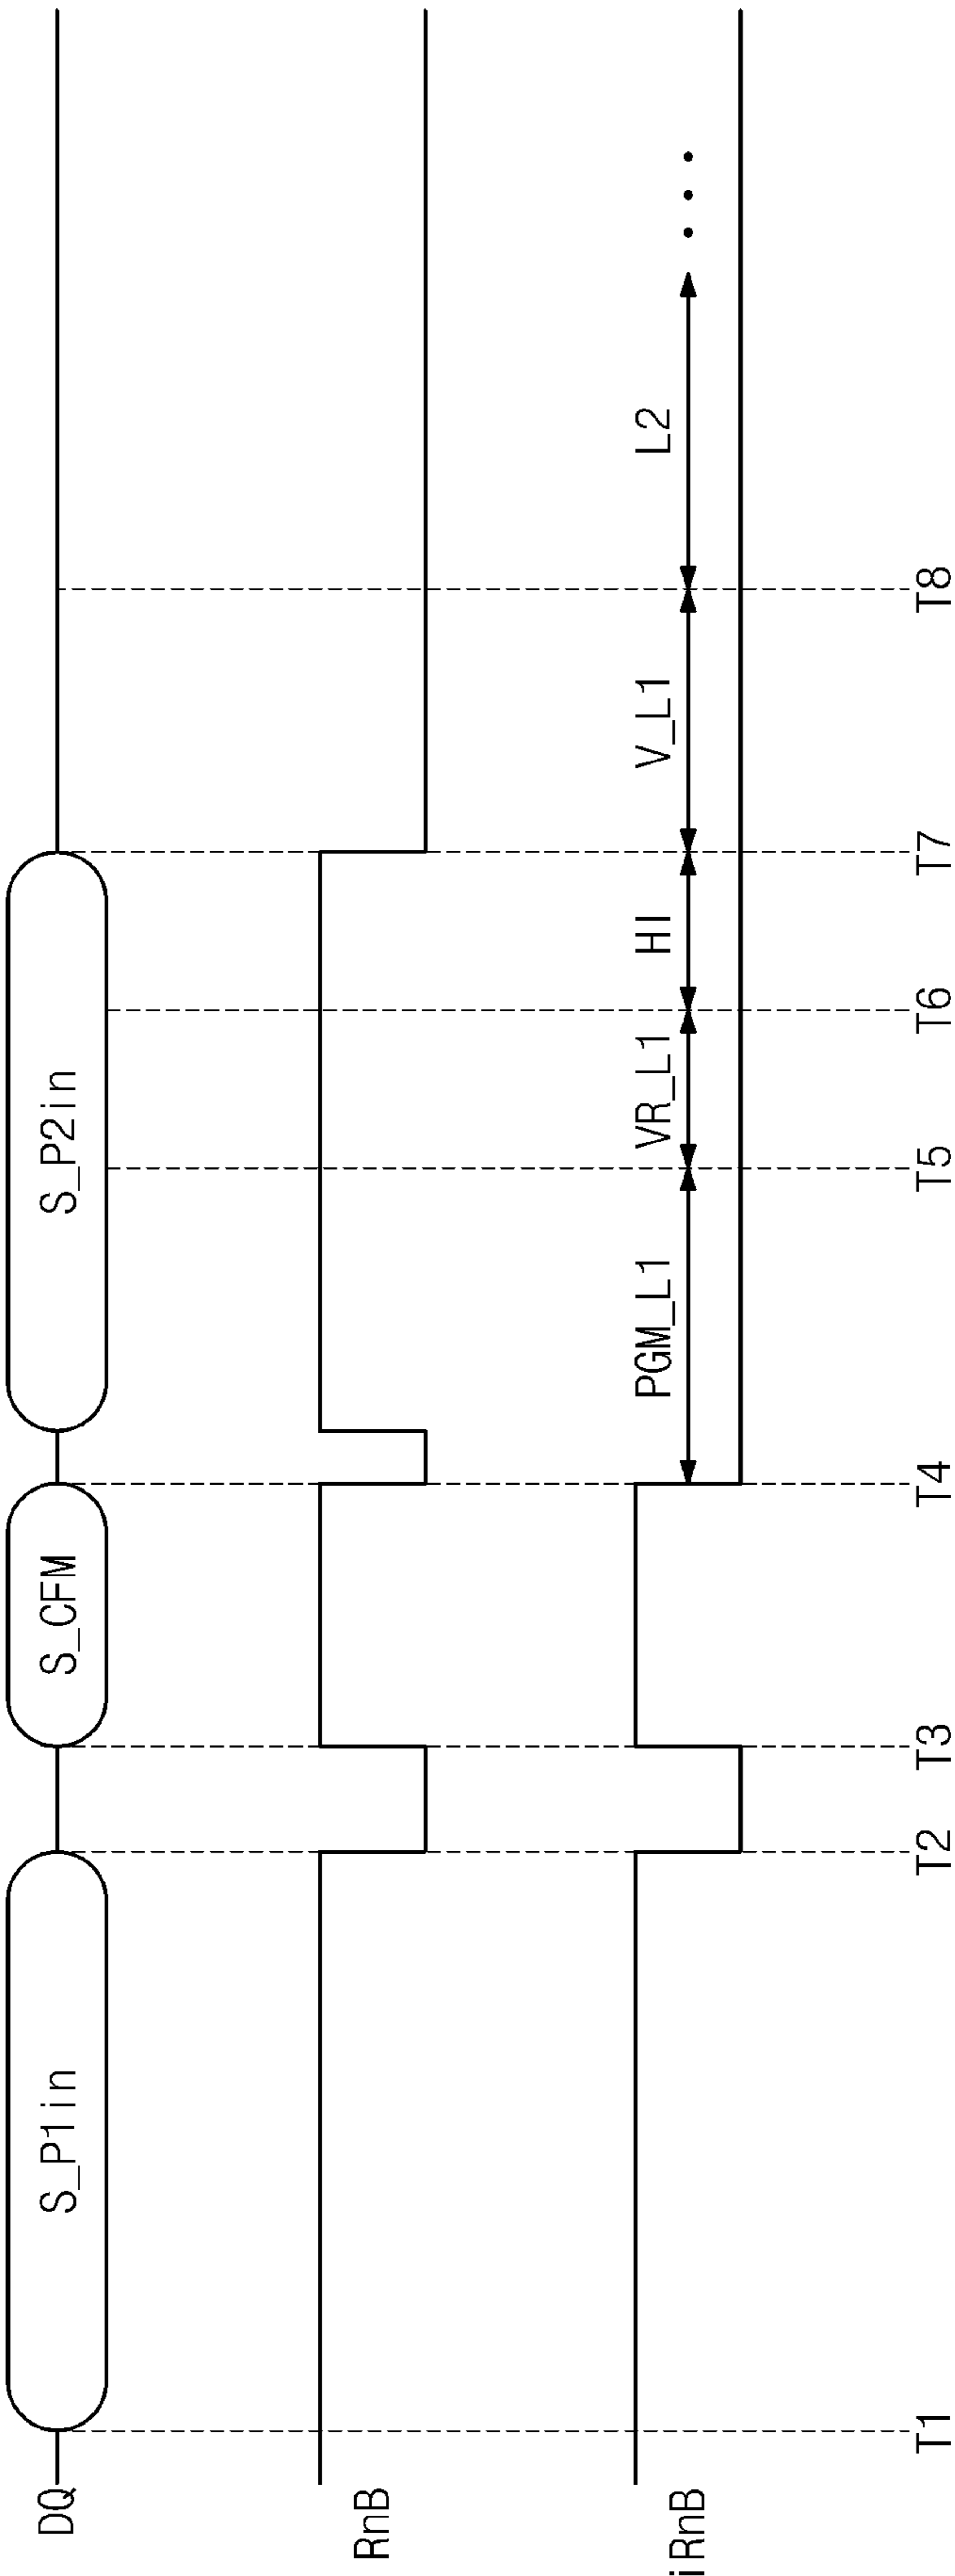 DQ
S_P1in
S_CFM
S_P2in
RnB
iRnB
PGM_L1
VR_L1
HI
V_L1
L2
T1
T2
T3
T4
T5
T6
T7
T8